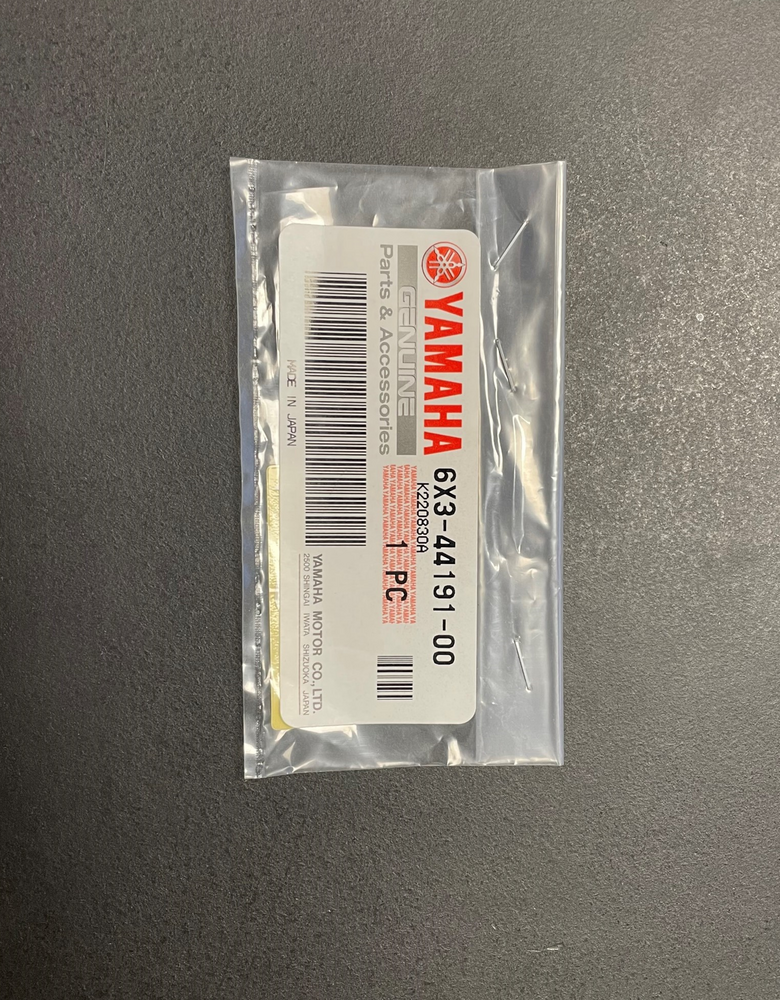 YAMAHA
GENUINE
Parts & Accessories
6X3-44191-00
K220830A
1 PC
MADE IN JAPAN
YAMAHA MOTOR CO., LTD.
2500 SHINGAI IWATA SHIZUOKA JAPAN